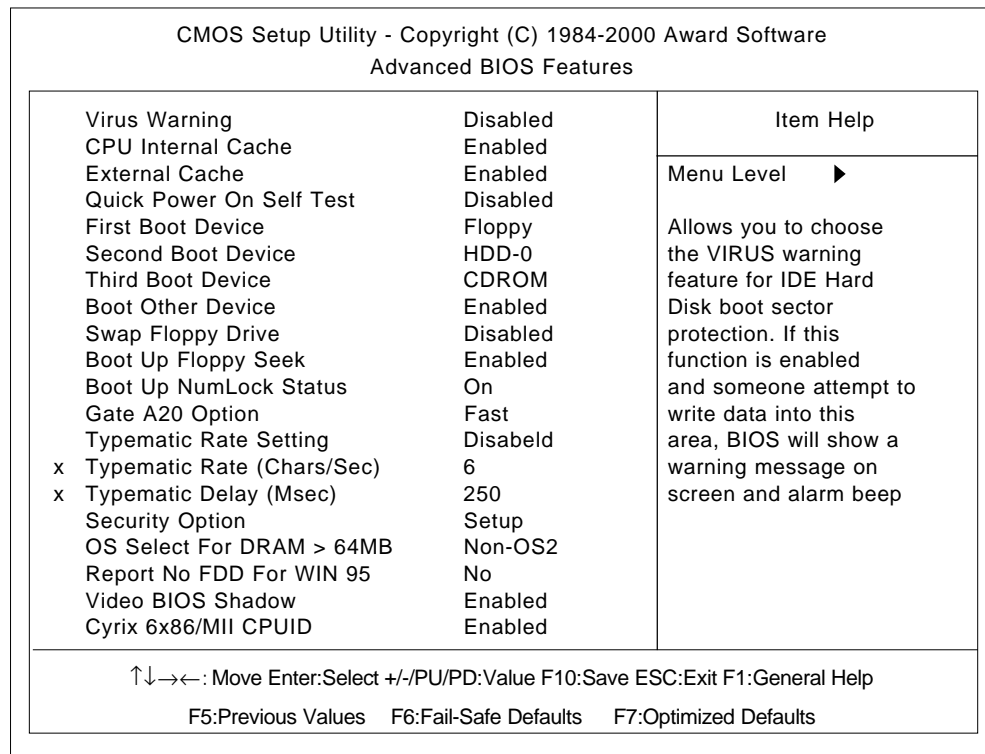 CMOS Setup Utility - Copyright (C) 1984-2000 Award Software
Advanced BIOS Features
Virus Warning Disabled
CPU Internal Cache Enabled
External Cache Enabled
Quick Power On Self Test Disabled
First Boot Device Floppy
Second Boot Device HDD-0
Third Boot Device CDROM
Boot Other Device Enabled
Swap Floppy Drive Disabled
Boot Up Floppy Seek Enabled
Boot Up NumLock Status On
Gate A20 Option Fast
Typematic Rate Setting Disabeld
x Typematic Rate (Chars/Sec) 6
x Typematic Delay (Msec) 250
Security Option Setup
OS Select For DRAM > 64MB Non-OS2
Report No FDD For WIN 95 No
Video BIOS Shadow Enabled
Cyrix 6x86/MII CPUID Enabled
Item Help
Menu Level ▶
Allows you to choose
the VIRUS warning
feature for IDE Hard
Disk boot sector
protection. If this
function is enabled
and someone attempt to
write data into this
area, BIOS will show a
warning message on
screen and alarm beep
↑↓→←: Move Enter:Select +/-/PU/PD:Value F10:Save ESC:Exit F1:General Help
F5:Previous Values F6:Fail-Safe Defaults F7:Optimized Defaults